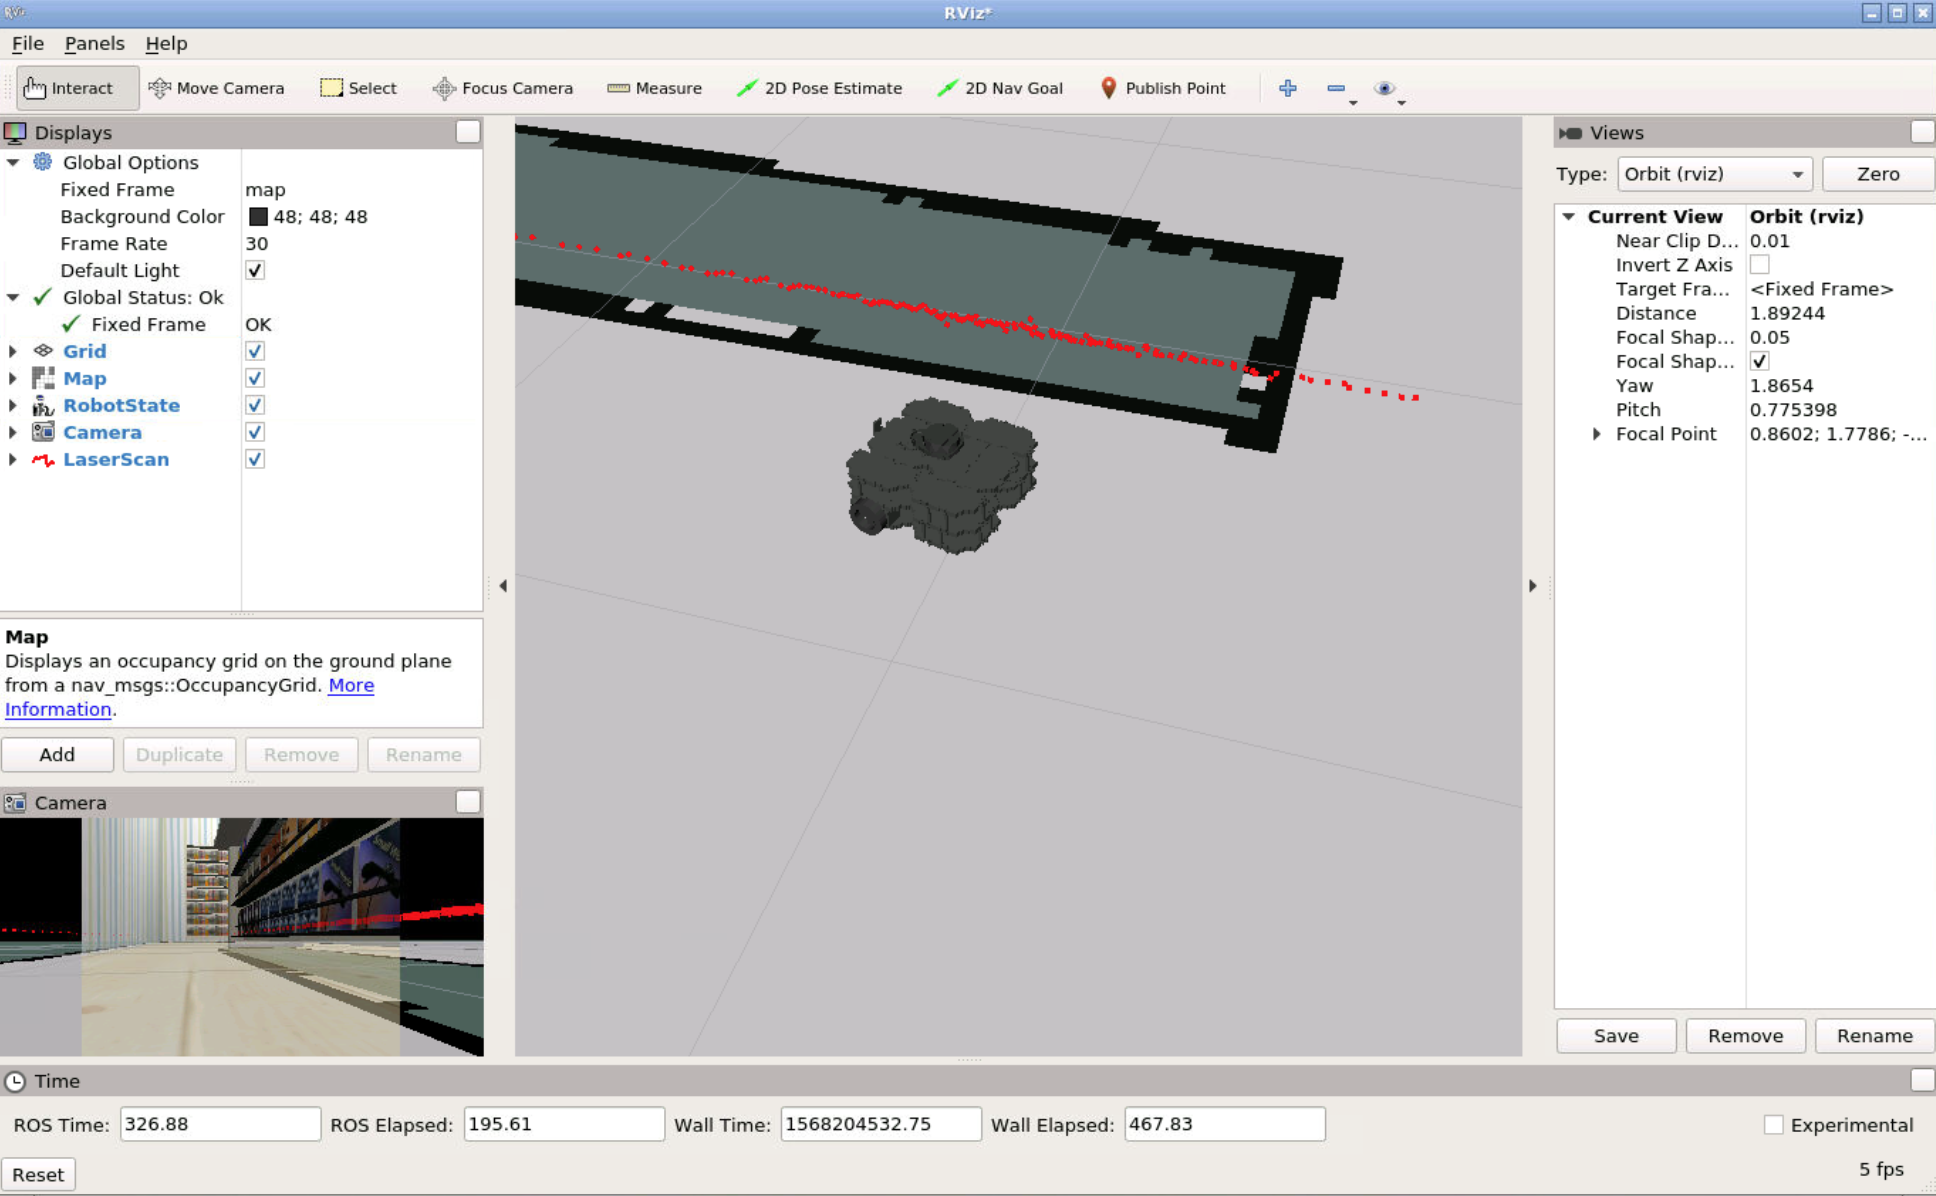 RViz*
File Panels Help
Interact Move Camera Select Focus Camera Measure 2D Pose Estimate 2D Nav Goal Publish Point
Displays
Global Options
Fixed Frame map
Background Color 48; 48; 48
Frame Rate 30
Default Light
Global Status: Ok
Fixed Frame OK
Grid
Map
RobotState
Camera
LaserScan
Map
Displays an occupancy grid on the ground plane
from a nav_msgs::OccupancyGrid. More
Information.
Add Duplicate Remove Rename
Camera
Views
Type: Orbit (rviz) Zero
Current View Orbit (rviz)
Near Clip D... 0.01
Invert Z Axis
Target Fra... <Fixed Frame>
Distance 1.89244
Focal Shap... 0.05
Focal Shap...
Yaw 1.8654
Pitch 0.775398
Focal Point 0.8602; 1.7786; -...
Save Remove Rename
Time
ROS Time: 326.88 ROS Elapsed: 195.61 Wall Time: 1568204532.75 Wall Elapsed: 467.83 Experimental
Reset 5 fps